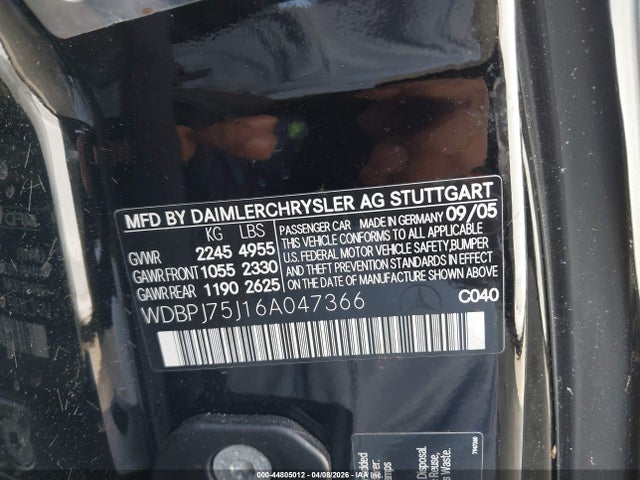 MFD BY DAIMLERCHRYSLER AG STUTTGART
KG LBS
GVWR 2245 4955
GAWR FRONT 1055 2330
GAWR REAR 1190 2625
PASSENGER CAR MADE IN GERMANY 09/05
THIS VEHICLE CONFORMS TO ALL APPLICABLE
U.S. FEDERAL MOTOR VEHICLE SAFETY, BUMPER
AND THEFT PREVENTION STANDARDS IN EFFECT
ON THE DATE OF MANUFACTURE SHOWN ABOVE
WDBPJ75J16A047366
C040
Disposal
Reuse,
s Waste.
000-44805012 - 04/08/2026 - IAA Inc.